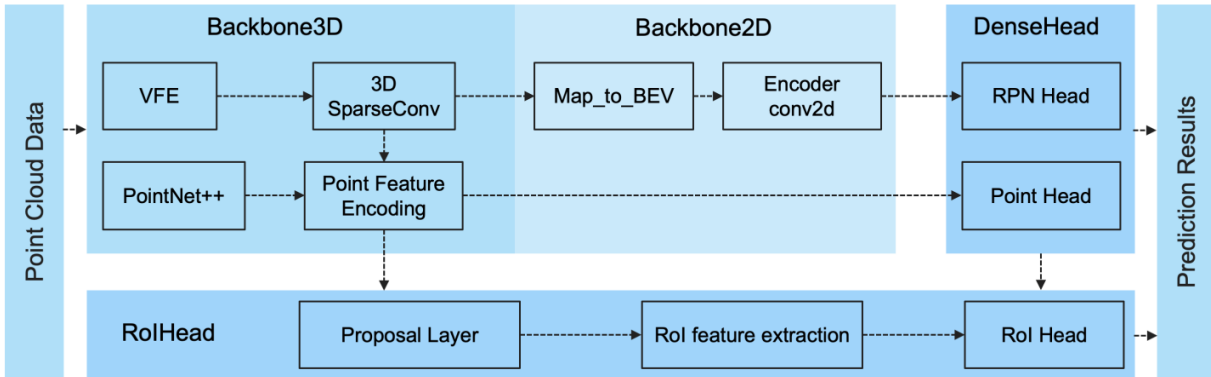 Point Cloud Data
Backbone3D
Backbone2D
DenseHead
VFE
3D
SparseConv
Map_to_BEV
Encoder
conv2d
RPN Head
PointNet++
Point Feature
Encoding
Point Head
RoIHead
Proposal Layer
RoI feature extraction
RoI Head
Prediction Results